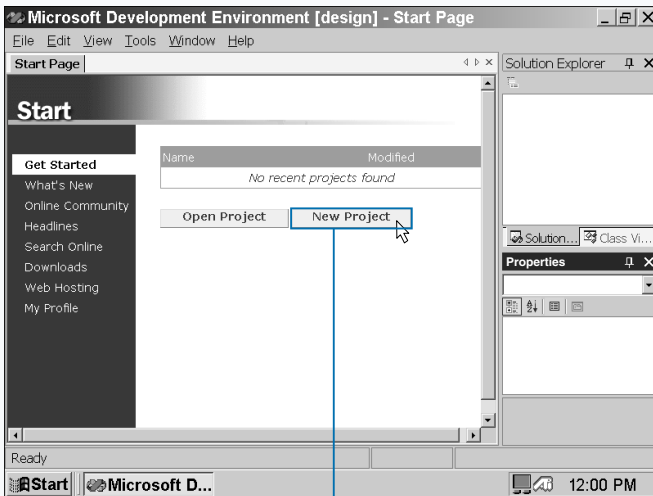 Microsoft Development Environment [design] - Start Page
File Edit View Tools Window Help
Start Page
Solution Explorer
Start
Get Started
What's New
Online Community
Headlines
Search Online
Downloads
Web Hosting
My Profile
Name Modified
No recent projects found
Open Project New Project
Solution... Class Vi...
Properties
Ready
Start Microsoft D... 12:00 PM